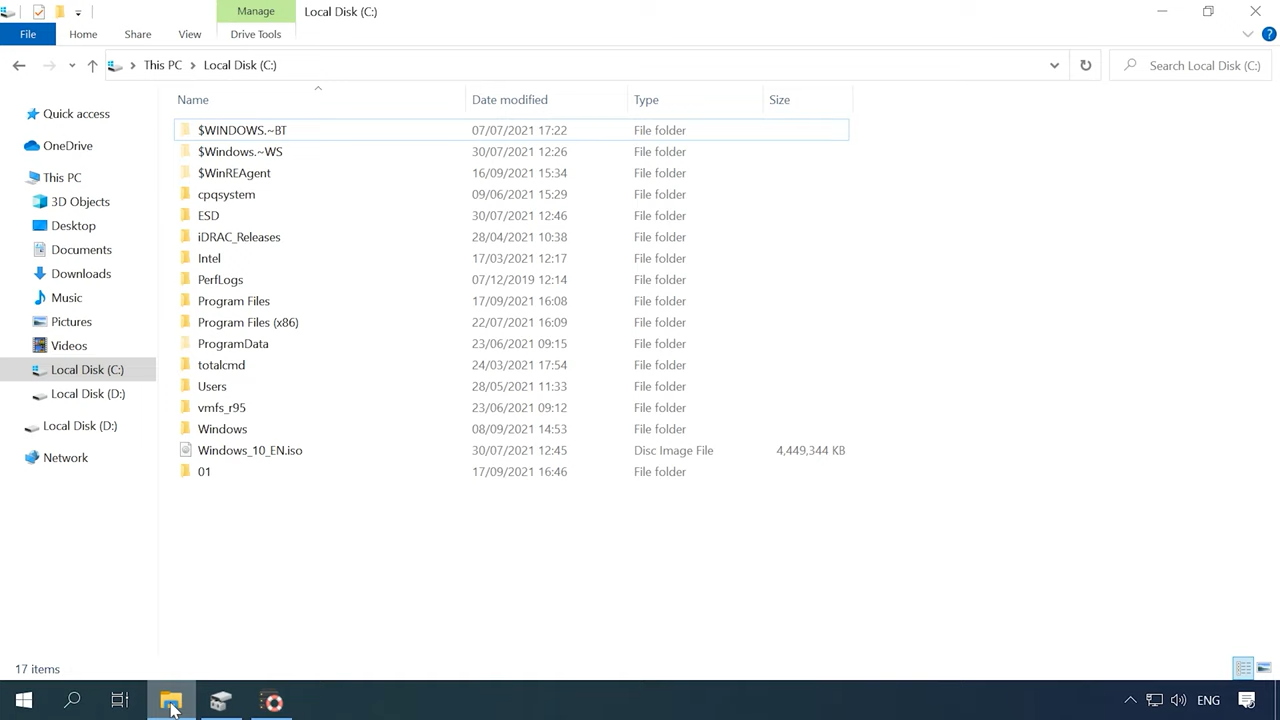 Manage
Local Disk (C:)
File
Home
Share
View
Drive Tools
This PC
Local Disk (C:)
Search Local Disk (C:)
Name
Date modified
Type
Size
Quick access
OneDrive
This PC
3D Objects
Desktop
Documents
Downloads
Music
Pictures
Videos
Local Disk (C:)
Local Disk (D:)
Local Disk (D:)
Network
$WINDOWS.~BT 07/07/2021 17:22 File folder
$Windows.~WS 30/07/2021 12:26 File folder
$WinREAgent 16/09/2021 15:34 File folder
cpqsystem 09/06/2021 15:29 File folder
ESD 30/07/2021 12:46 File folder
iDRAC_Releases 28/04/2021 10:38 File folder
Intel 17/03/2021 12:17 File folder
PerfLogs 07/12/2019 12:14 File folder
Program Files 17/09/2021 16:08 File folder
Program Files (x86) 22/07/2021 16:09 File folder
ProgramData 23/06/2021 09:15 File folder
totalcmd 24/03/2021 17:54 File folder
Users 28/05/2021 11:33 File folder
vmfs_r95 23/06/2021 09:12 File folder
Windows 08/09/2021 14:53 File folder
Windows_10_EN.iso 30/07/2021 12:45 Disc Image File 4,449,344 KB
01 17/09/2021 16:46 File folder
17 items
ENG